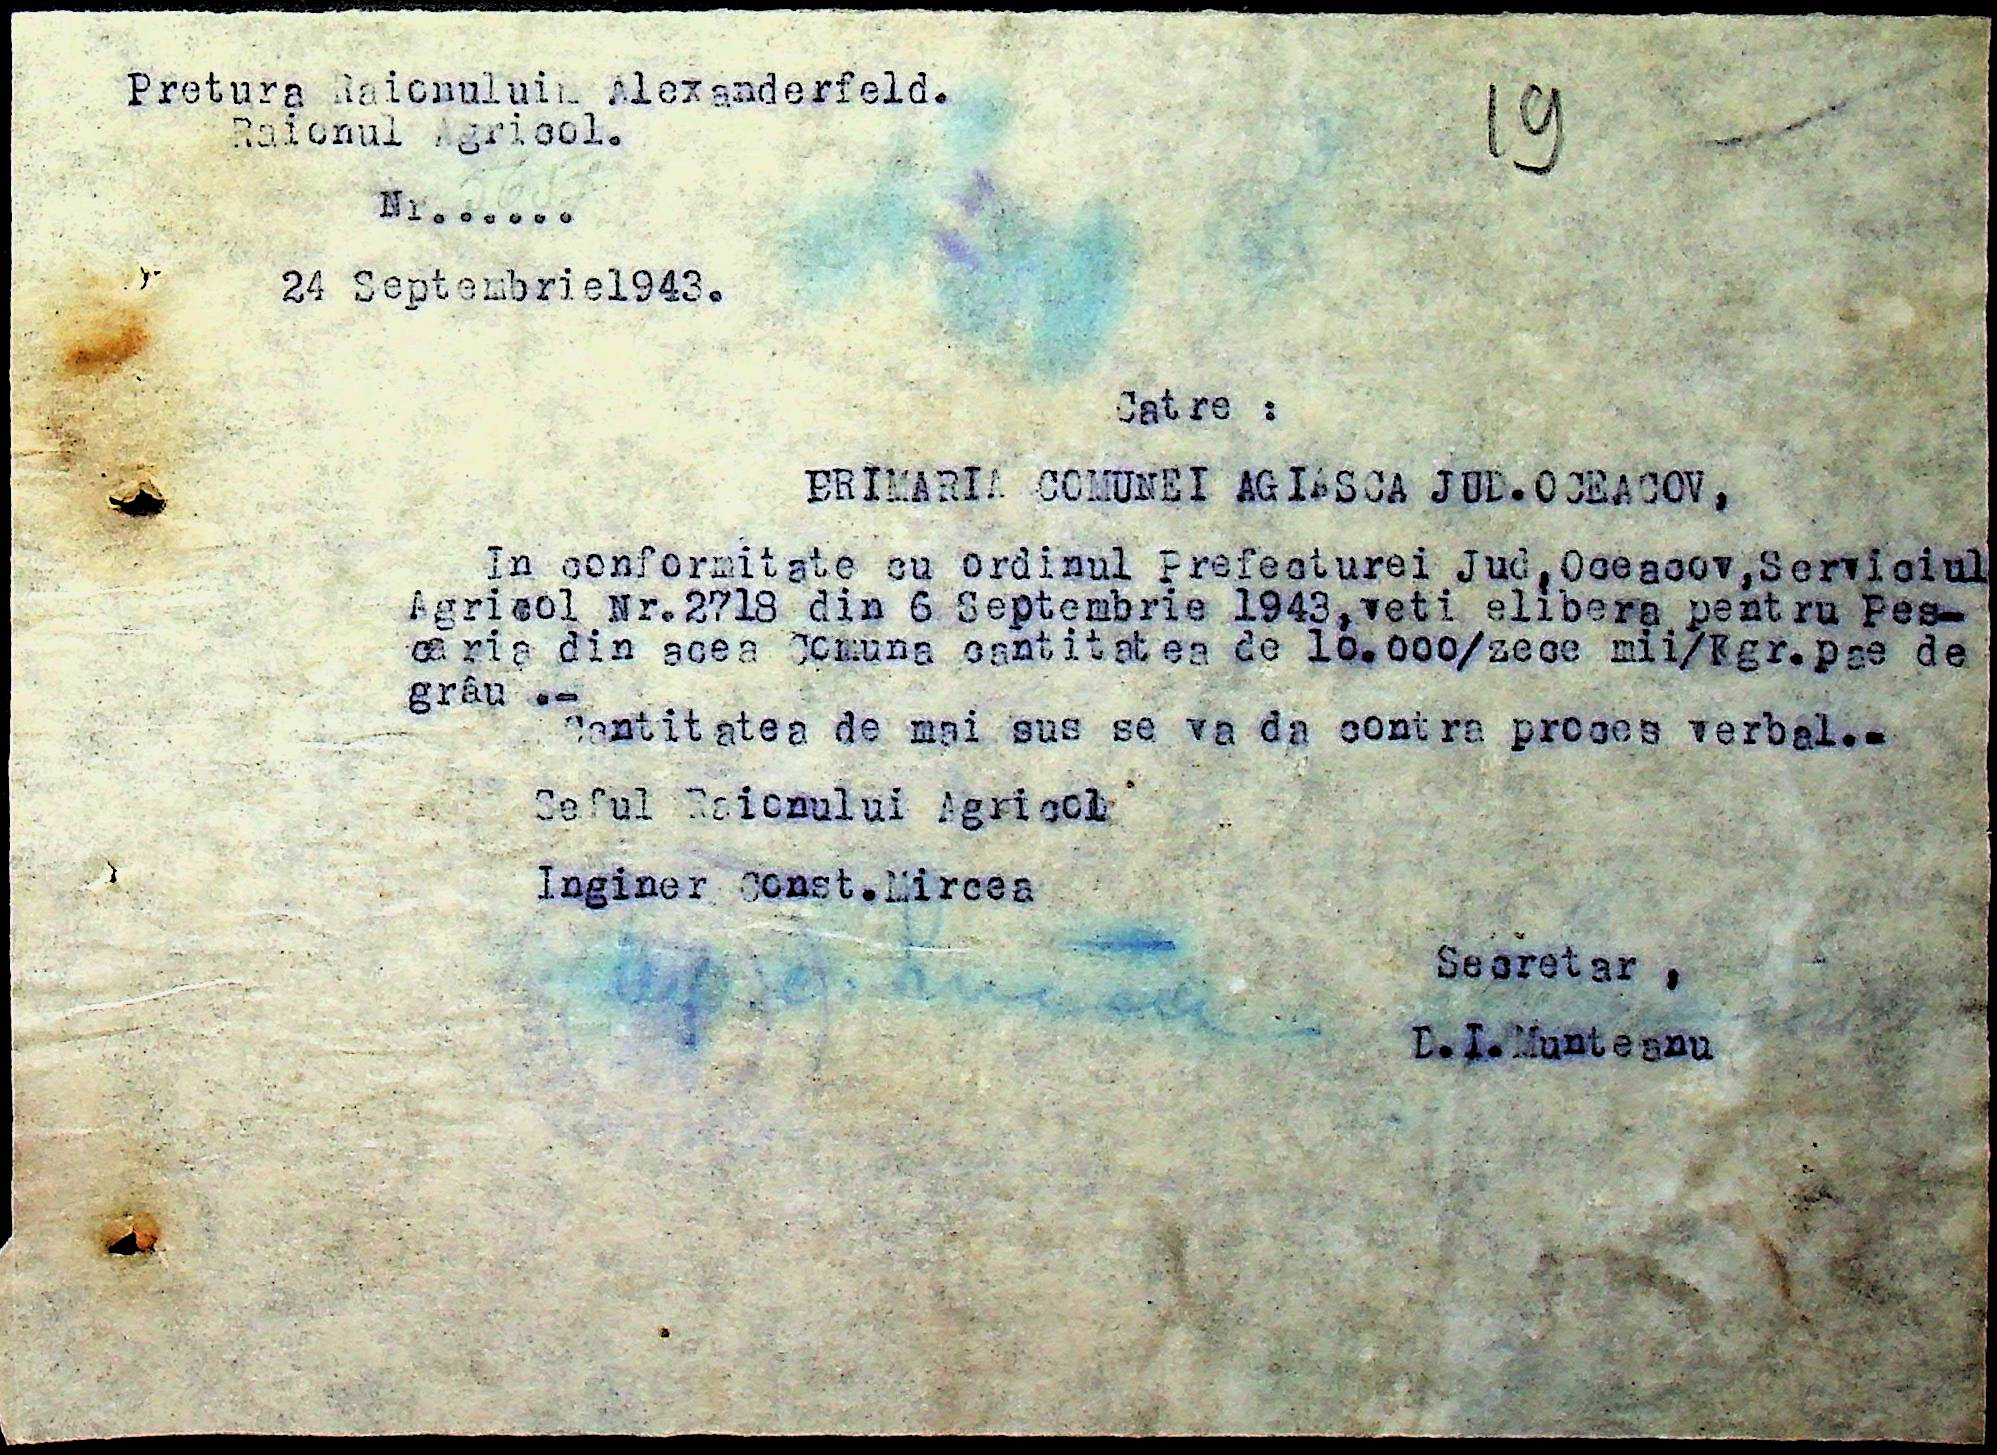 Pretura Raionului Alexanderfeld.
19
Raionul Agricol.
Nr......
24 Septembrie1943.
Catre :
PRIMARIA COMUNEI AGIASCA JUD.OCEACOV,
In conformitate cu ordinul Prefecturei Jud,Oceacov,Serviciul
Agricol Nr.2718 din 6 Septembrie 1943,veti elibera pentru Pes-
caria din acea Comuna cantitatea de 10.000/zece mii/Kgr.pae de
grâu .-
Cantitatea de mai sus se va da contra proces verbal.-
Seful Raionului Agricol
Inginer Const.Mircea
Secretar ,
D.I.Munteanu